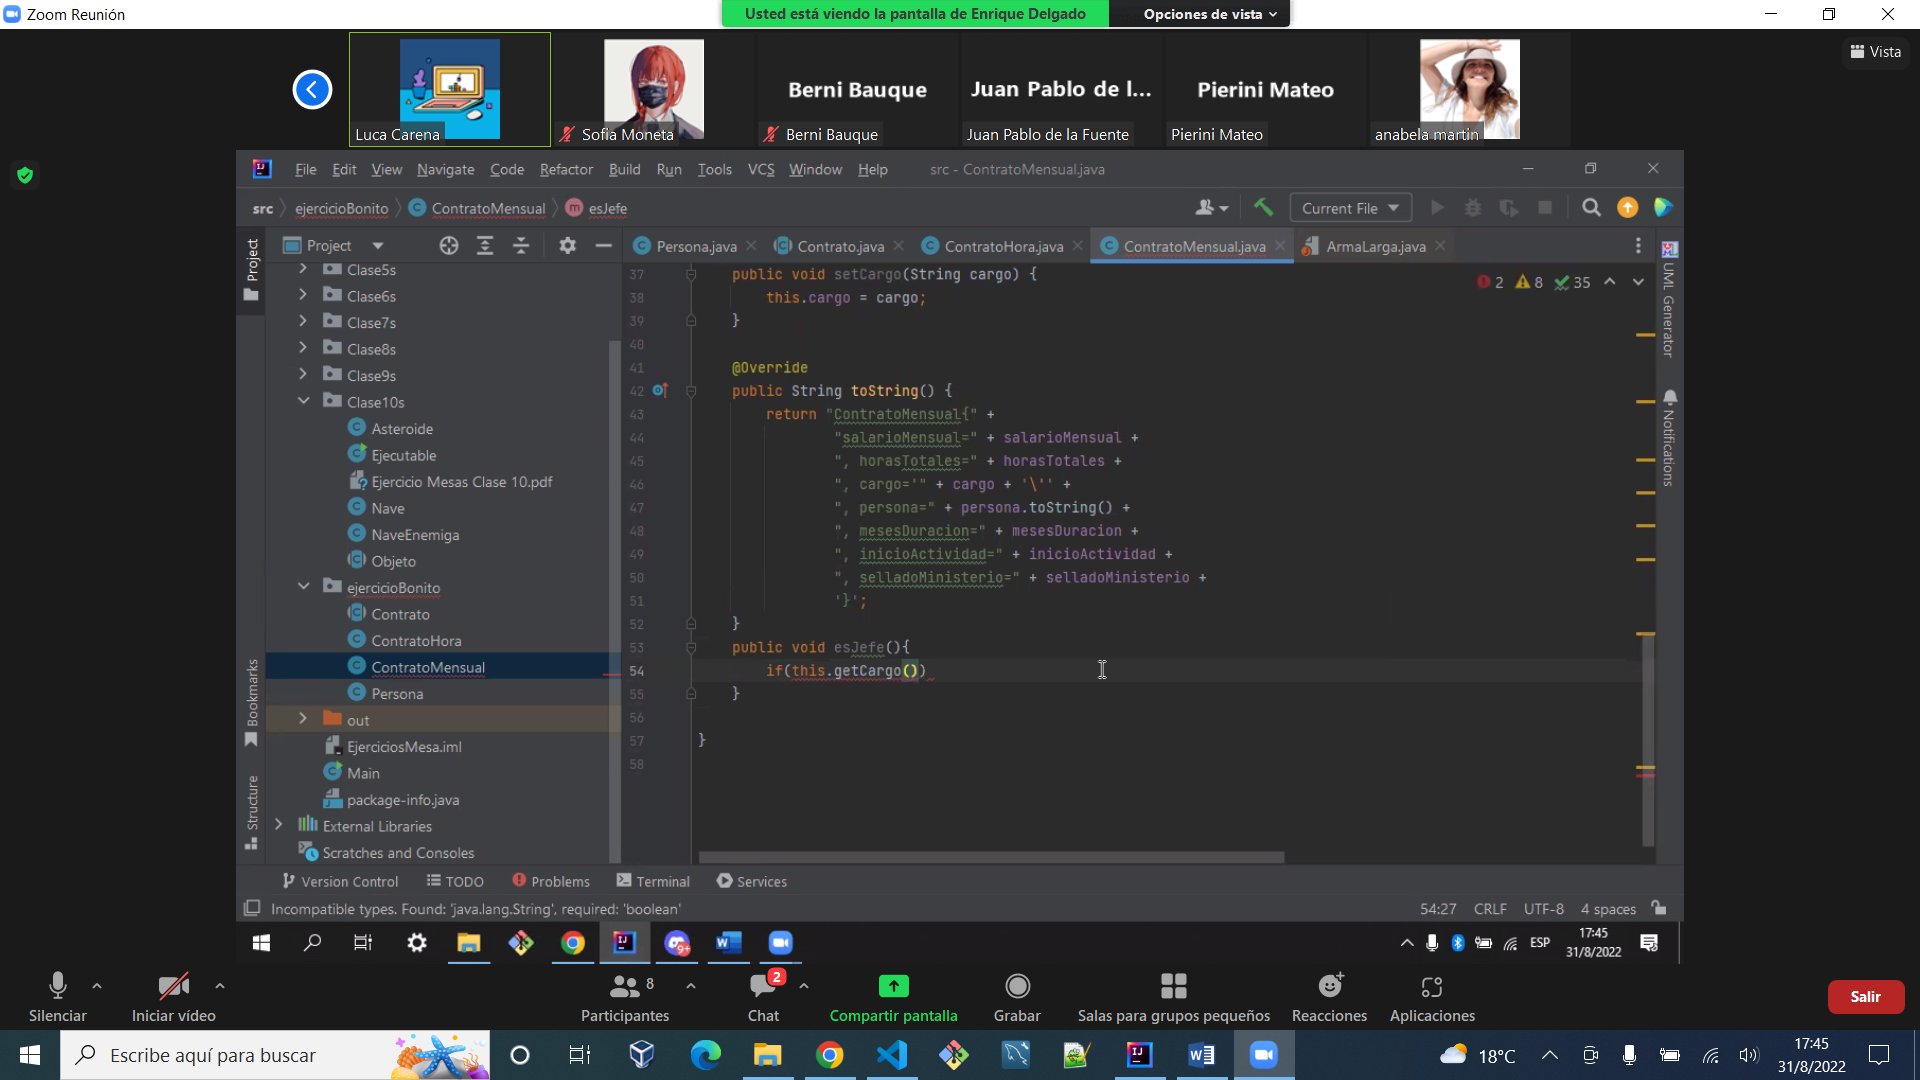 Zoom Reunión
Usted está viendo la pantalla de Enrique Delgado
Opciones de vista
Vista
Berni Bauque
Juan Pablo de l...
Pierini Mateo
Luca Carena
Sofia Moneta
Berni Bauque
Juan Pablo de la Fuente
Pierini Mateo
anabela martin
File Edit View Navigate Code Refactor Build Run Tools VCS Window Help
src - ContratoMensual.java
src ejercicioBonito ContratoMensual esJefe
Current File
Project
Persona.java Contrato.java ContratoHora.java ContratoMensual.java ArmaLarga.java
Project
Bookmarks
Structure
Clase5s
Clase6s
Clase7s
Clase8s
Clase9s
Clase10s
Asteroide
Ejecutable
Ejercicio Mesas Clase 10.pdf
Nave
NaveEnemiga
Objeto
ejercicioBonito
Contrato
ContratoHora
ContratoMensual
Persona
out
EjerciciosMesa.iml
Main
package-info.java
External Libraries
Scratches and Consoles
2 8 35
37 public void setCargo(String cargo) {
38 this.cargo = cargo;
39 }
40
41 @Override
42 public String toString() {
43 return "ContratoMensual{" +
44 "salarioMensual=" + salarioMensual +
45 ", horasTotales=" + horasTotales +
46 ", cargo='" + cargo + '\'' +
47 ", persona=" + persona.toString() +
48 ", mesesDuracion=" + mesesDuracion +
49 ", inicioActividad=" + inicioActividad +
50 ", selladoMinisterio=" + selladoMinisterio +
51 '}';
52 }
53 public void esJefe(){
54 if(this.getCargo())
55 }
56
57 }
58
UML Generator
Notifications
Version Control TODO Problems Terminal Services
Incompatible types. Found: 'java.lang.String', required: 'boolean'
54:27 CRLF UTF-8 4 spaces
9+
ESP
17:45
31/8/2022
Silenciar
Iniciar vídeo
8
Participantes
2
Chat
Compartir pantalla
Grabar
Salas para grupos pequeños
Reacciones
Aplicaciones
Salir
Escribe aquí para buscar
18°C
17:45
31/8/2022